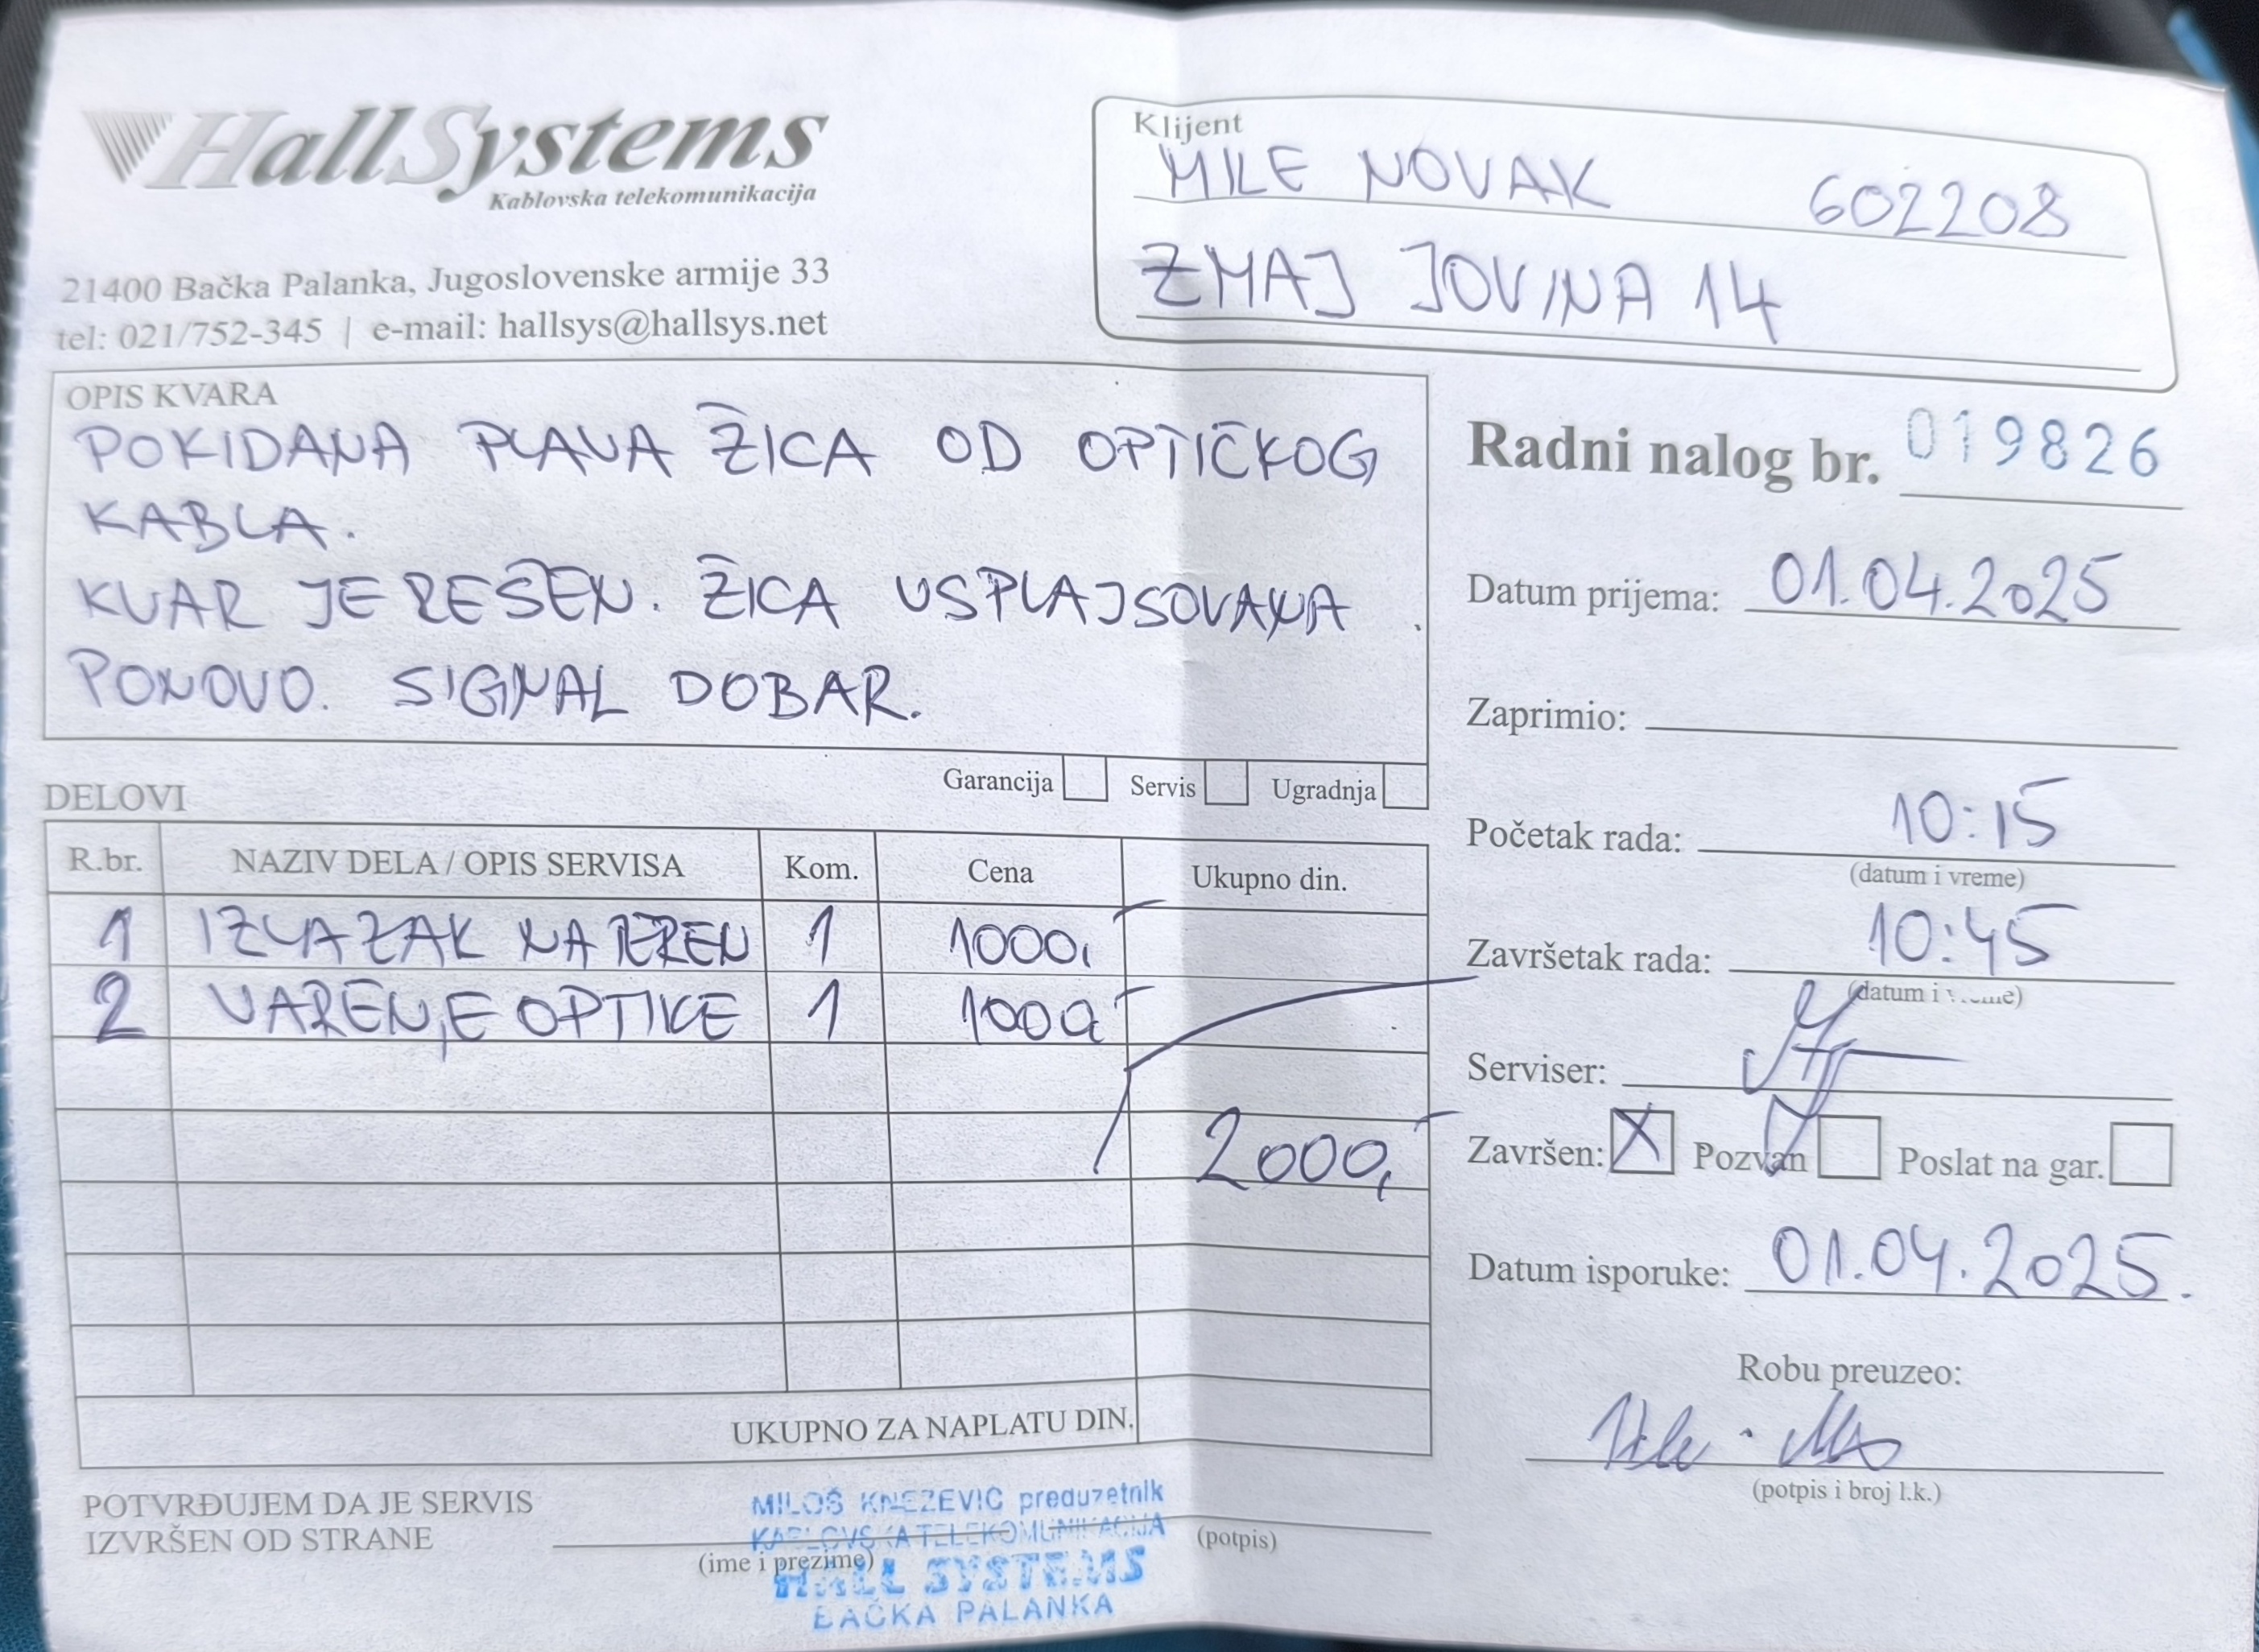 HallSystems
Kablovska telekomunikacija
21400 Bačka Palanka, Jugoslovenske armije 33
tel: 021/752-345 | e-mail: hallsys@hallsys.net
Klijent
MILE NOVAK 602208
ZMAJ JOVINA 14
OPIS KVARA
POKIDANA PLAVA ŽICA OD OPTIČKOG
KABLA.
KVAR JE REŠEN. ŽICA USPLAJSOVANA
PONOVO. SIGNAL DOBAR.
Garancija Servis Ugradnja
Radni nalog br. 019826
Datum prijema: 01.04.2025
Zaprimio:
Početak rada: 10:15
(datum i vreme)
Završetak rada: 10:45
(datum i vreme)
Serviser:
Završen: X Pozvan Poslat na gar.
Datum isporuke: 01.04.2025.
Robu preuzeo:
(potpis i broj l.k.)
DELOVI
R.br. NAZIV DELA / OPIS SERVISA Kom. Cena Ukupno din.
1 IZLAZAK NA TEREN 1 1000,-
2 VARENJE OPTIKE 1 1000,-
2000,-
UKUPNO ZA NAPLATU DIN.
POTVRĐUJEM DA JE SERVIS
IZVRŠEN OD STRANE
(ime i prezime)
(potpis)
MILOŠ KNEZEVIC preduzetnik
KABLOVSKA TELEKOMUNIKACIJA
HALL SYSTEMS
BAČKA PALANKA